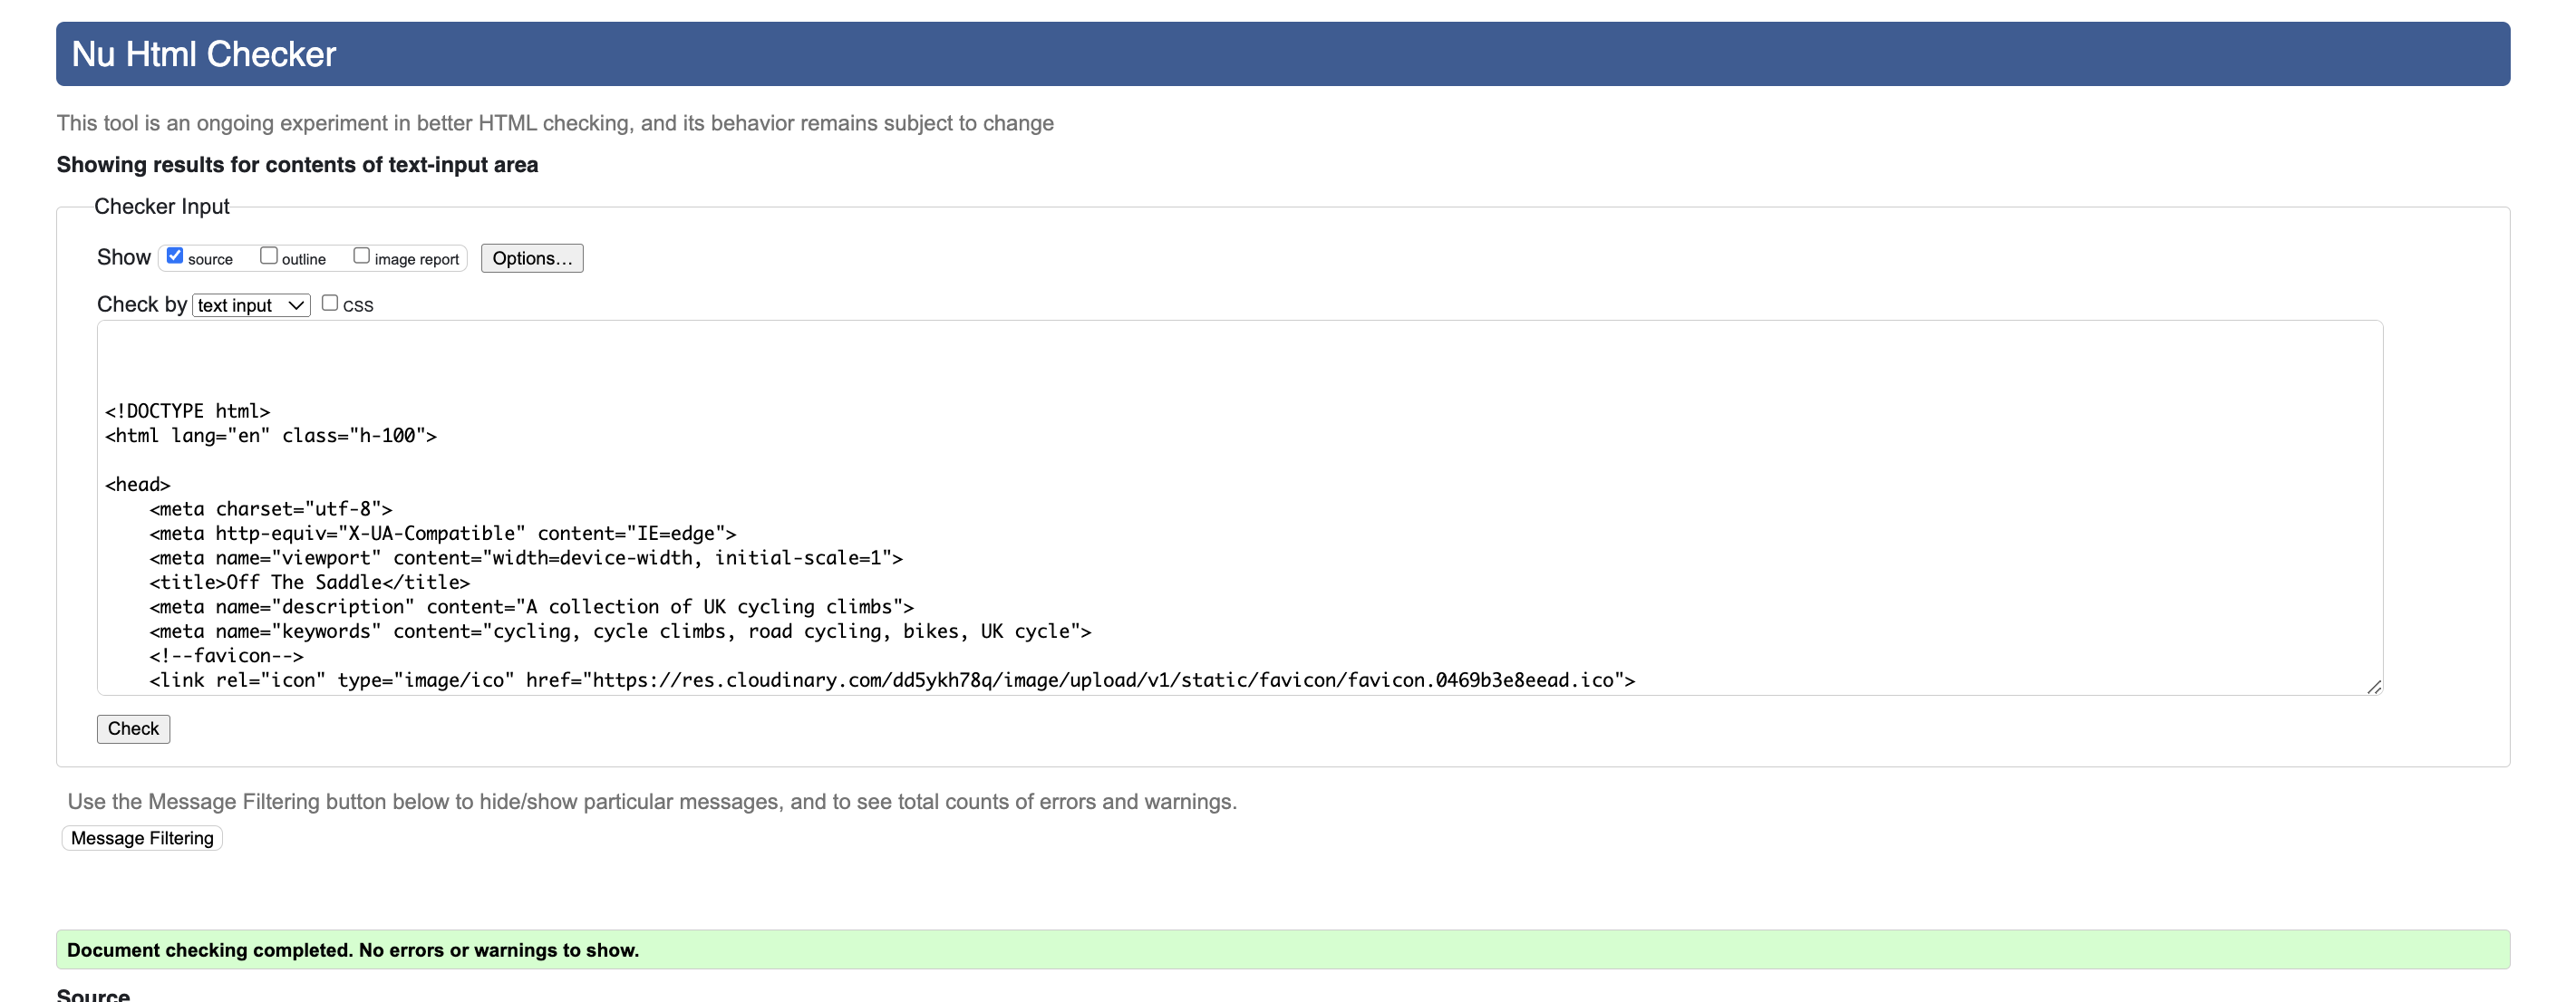 Nu Html Checker
This tool is an ongoing experiment in better HTML checking, and its behavior remains subject to change
Showing results for contents of text-input area
Checker Input
Show source outline image report Options...
Check by text input css
<!DOCTYPE html>
<html lang="en" class="h-100">
<head>
    <meta charset="utf-8">
    <meta http-equiv="X-UA-Compatible" content="IE=edge">
    <meta name="viewport" content="width=device-width, initial-scale=1">
    <title>Off The Saddle</title>
    <meta name="description" content="A collection of UK cycling climbs">
    <meta name="keywords" content="cycling, cycle climbs, road cycling, bikes, UK cycle">
    <!--favicon-->
    <link rel="icon" type="image/ico" href="https://res.cloudinary.com/dd5ykh78q/image/upload/v1/static/favicon/favicon.0469b3e8eead.ico">
Check
Use the Message Filtering button below to hide/show particular messages, and to see total counts of errors and warnings.
Message Filtering
Document checking completed. No errors or warnings to show.
Source